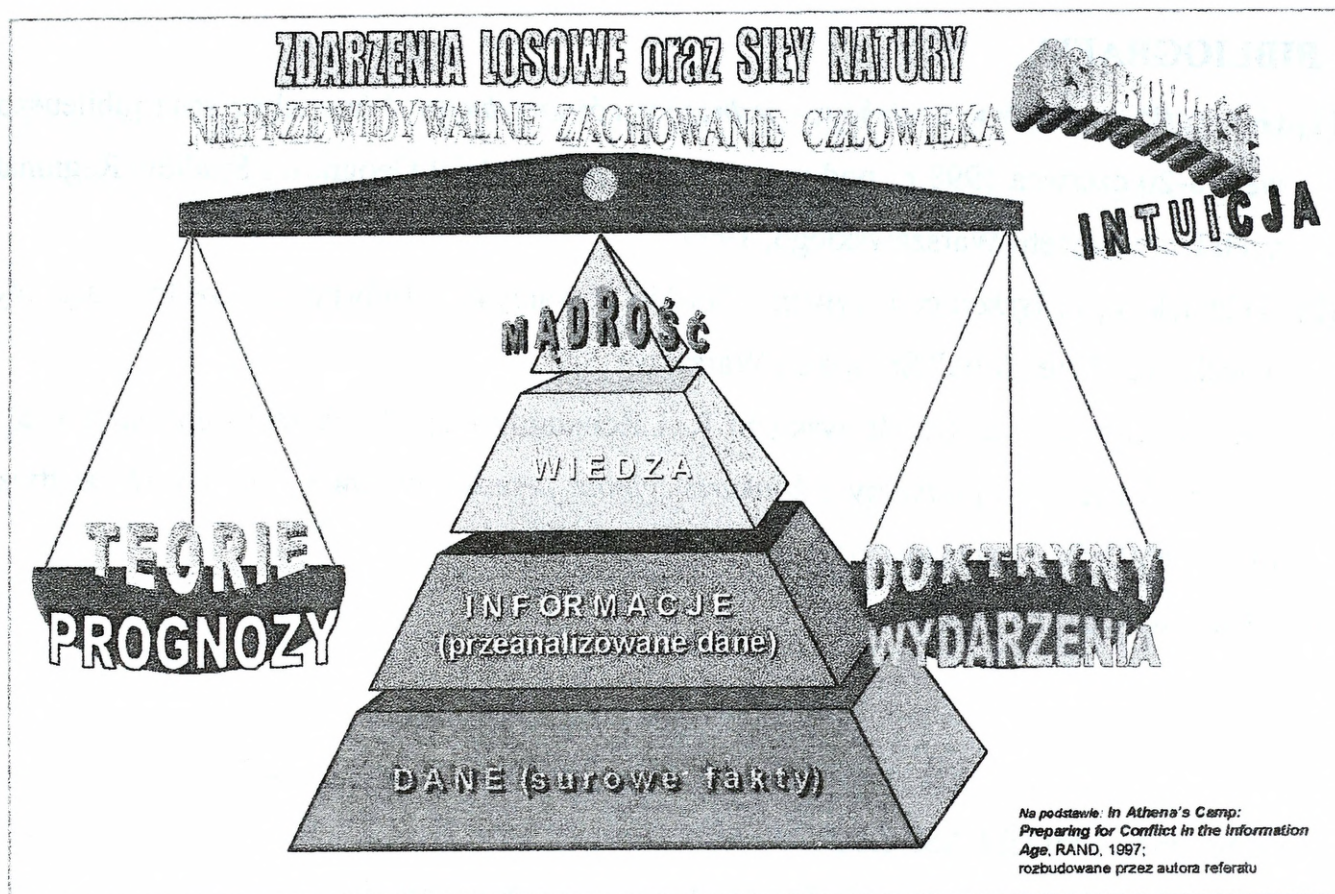 ZDARZENIA LOSOWE oraz SIŁY NATURY
NIEPRZEWIDYWALNE ZACHOWANIE CZŁOWIEKA
OSOBOWOŚĆ
INTUICJA
MĄDROŚĆ
WIEDZA
TEORIE
PROGNOZY
INFORMACJE
(przeanalizowane dane)
DOKTRYNY
WYDARZENIA
DANE (surowe fakty)
Na podstawie: In Athena's Camp:
Preparing for Conflict in the Information
Age, RAND, 1997;
rozbudowane przez autora referatu